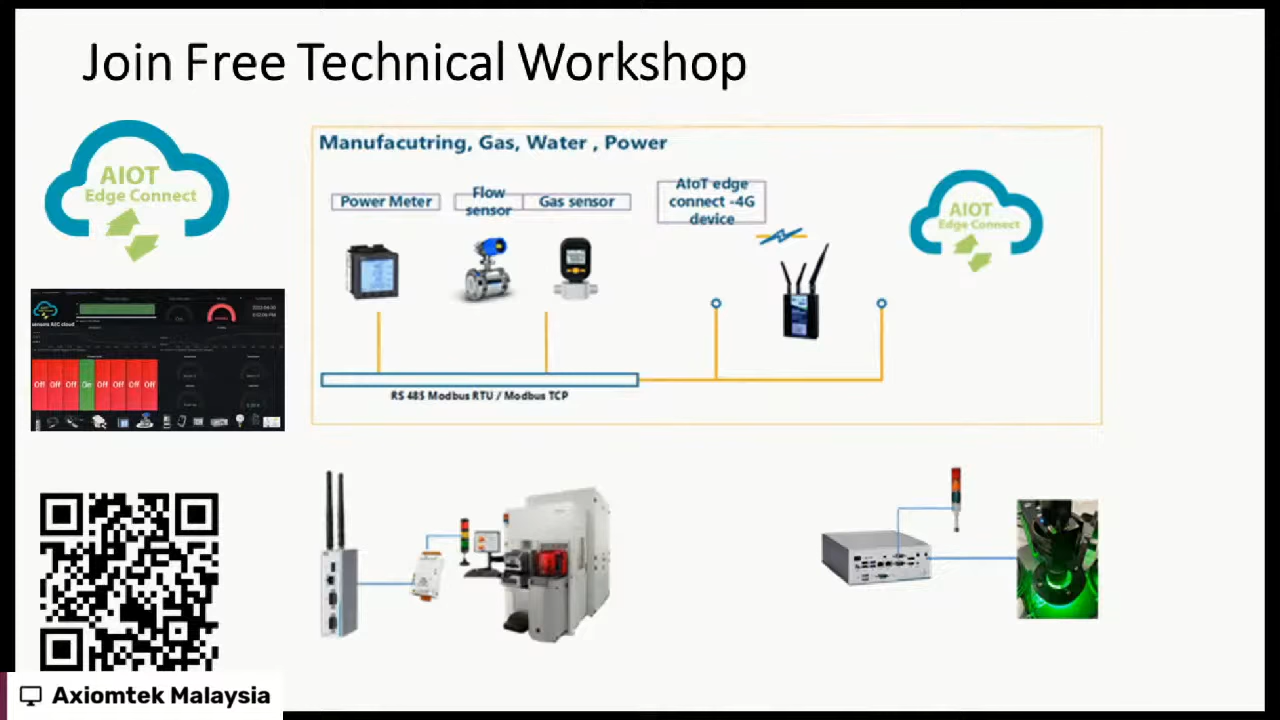 Join Free Technical Workshop
AIOT
Edge Connect
Manufacutring, Gas, Water , Power
Power Meter
Flow
sensor
Gas sensor
AIoT edge
connect -4G
device
AIOT
Edge Connect
RS 485 Modbus RTU / Modbus TCP
Off Off Off On Off Off Off Off
Axiomtek Malaysia